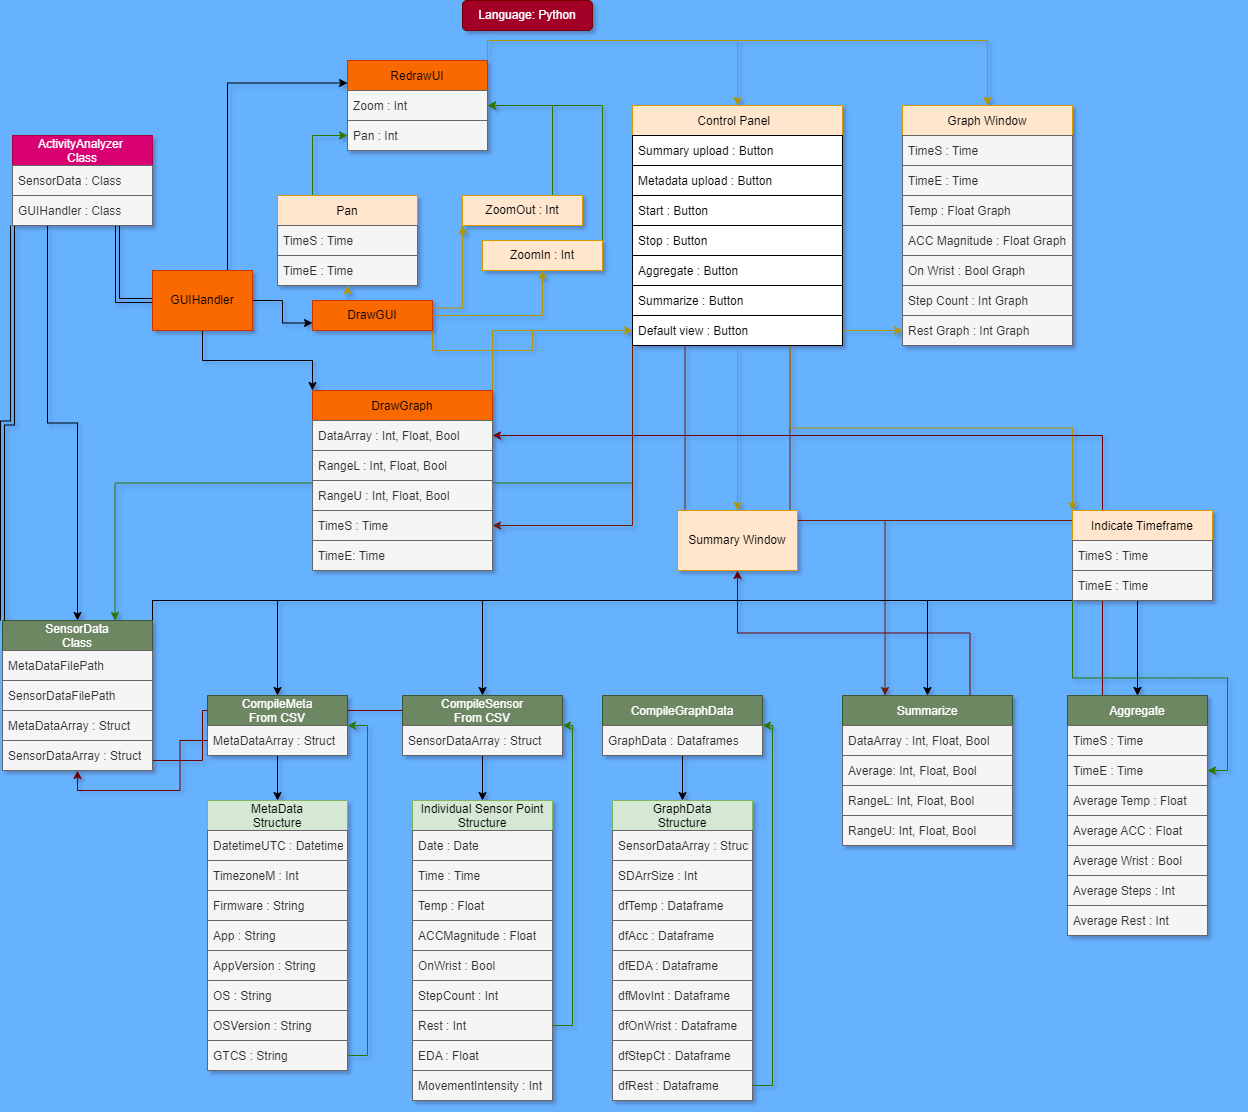 Language: Python
RedrawUI
Zoom : Int
Pan : Int
ActivityAnalyzer
Class
SensorData : Class
GUIHandler : Class
Control Panel
Summary upload : Button
Metadata upload : Button
Start : Button
Stop : Button
Aggregate : Button
Summarize : Button
Default view : Button
Graph Window
TimeS : Time
TimeE : Time
Temp : Float Graph
ACC Magnitude : Float Graph
On Wrist : Bool Graph
Step Count : Int Graph
Rest Graph : Int Graph
Pan
TimeS : Time
TimeE : Time
ZoomOut : Int
ZoomIn : Int
GUIHandler
DrawGUI
DrawGraph
DataArray : Int, Float, Bool
RangeL : Int, Float, Bool
RangeU : Int, Float, Bool
TimeS : Time
TimeE: Time
Summary Window
Indicate Timeframe
TimeS : Time
TimeE : Time
SensorData
Class
MetaDataFilePath
SensorDataFilePath
MetaDataArray : Struct
SensorDataArray : Struct
CompileMeta
From CSV
MetaDataArray : Struct
CompileSensor
From CSV
SensorDataArray : Struct
CompileGraphData
GraphData : Dataframes
Summarize
DataArray : Int, Float, Bool
Average: Int, Float, Bool
RangeL: Int, Float, Bool
RangeU: Int, Float, Bool
Aggregate
TimeS : Time
TimeE : Time
Average Temp : Float
Average ACC : Float
Average Wrist : Bool
Average Steps : Int
Average Rest : Int
MetaData
Structure
DatetimeUTC : Datetime
TimezoneM : Int
Firmware : String
App : String
AppVersion : String
OS : String
OSVersion : String
GTCS : String
Individual Sensor Point
Structure
Date : Date
Time : Time
Temp : Float
ACCMagnitude : Float
OnWrist : Bool
StepCount : Int
Rest : Int
EDA : Float
MovementIntensity : Int
GraphData
Structure
SensorDataArray : Struc
SDArrSize : Int
dfTemp : Dataframe
dfAcc : Dataframe
dfEDA : Dataframe
dfMovInt : Dataframe
dfOnWrist : Dataframe
dfStepCt : Dataframe
dfRest : Dataframe